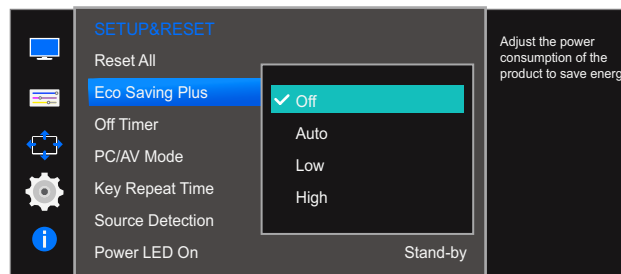 SETUP&RESET
Reset All
Eco Saving Plus
Off Timer
PC/AV Mode
Key Repeat Time
Source Detection
Power LED On
Stand-by
Off
Auto
Low
High
Adjust the power
consumption of the
product to save energ